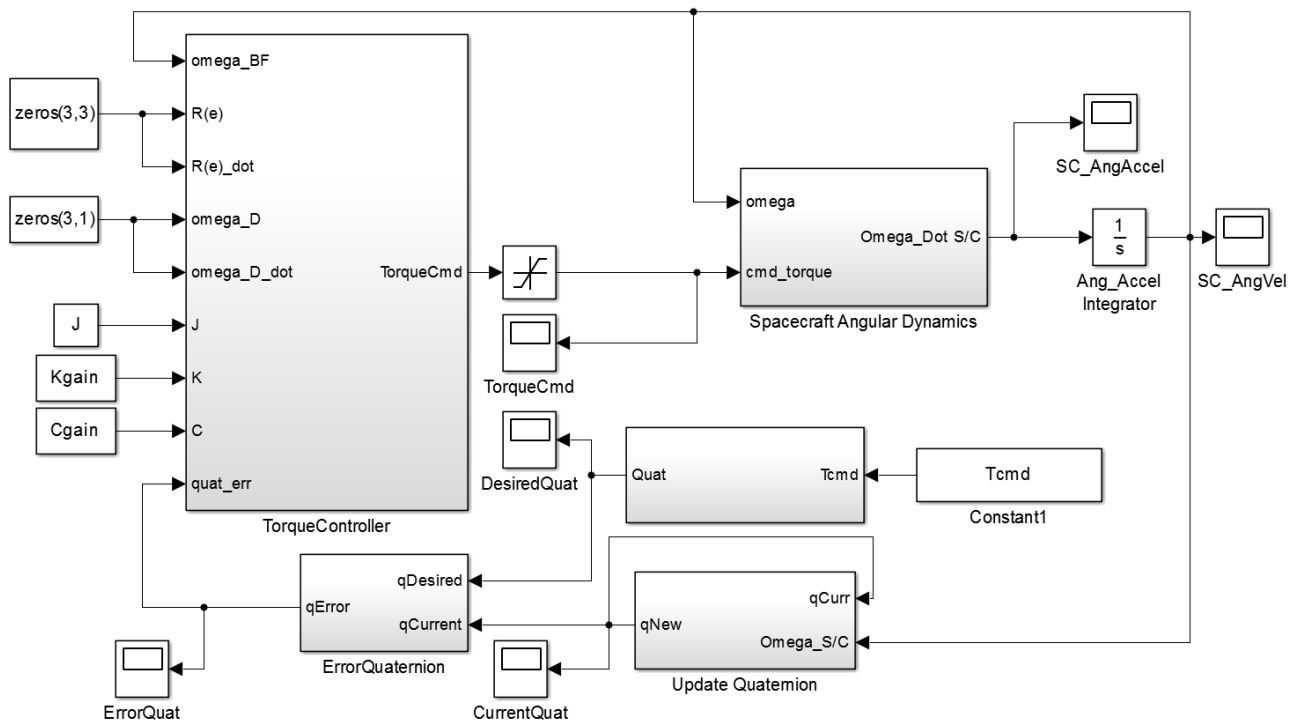 omega_BF
zeros(3,3)
R(e)
R(e)_dot
zeros(3,1)
omega_D
omega_D_dot
J
J
Kgain
K
Cgain
C
quat_err
TorqueCmd
TorqueController
TorqueCmd
omega
cmd_torque
Omega_Dot S/C
Spacecraft Angular Dynamics
SC_AngAccel
1
s
Ang_Accel
Integrator
SC_AngVel
DesiredQuat
Quat
Tcmd
Tcmd
Constant1
qDesired
qCurrent
qError
ErrorQuaternion
ErrorQuat
qCurr
qNew
Omega_S/C
Update Quaternion
CurrentQuat